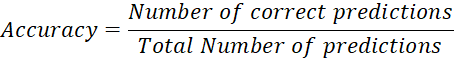 Accuracy = Number of correct predictions / Total Number of predictions